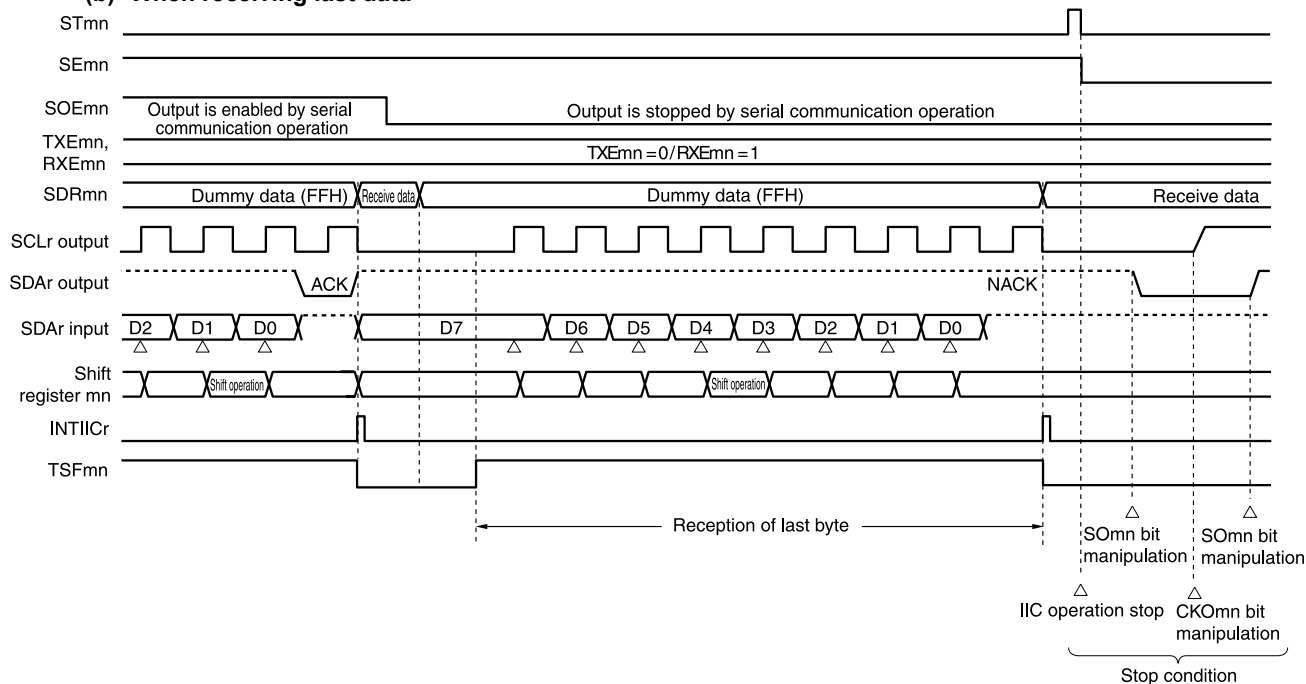 (b) When receiving last data
STmn
SEmn
SOEmn
Output is enabled by serial
communication operation
Output is stopped by serial communication operation
TXEmn,
RXEmn
TXEmn = 0 / RXEmn = 1
SDRmn
Dummy data (FFH)
Receive data
Dummy data (FFH)
Receive data
SCLr output
SDAr output
ACK
NACK
SDAr input
D2 D1 D0 D7 D6 D5 D4 D3 D2 D1 D0
Shift
register mn
Shift operation
Shift operation
INTIICr
TSFmn
Reception of last byte
SOmn bit
manipulation
SOmn bit
manipulation
IIC operation stop
CKOmn bit
manipulation
Stop condition